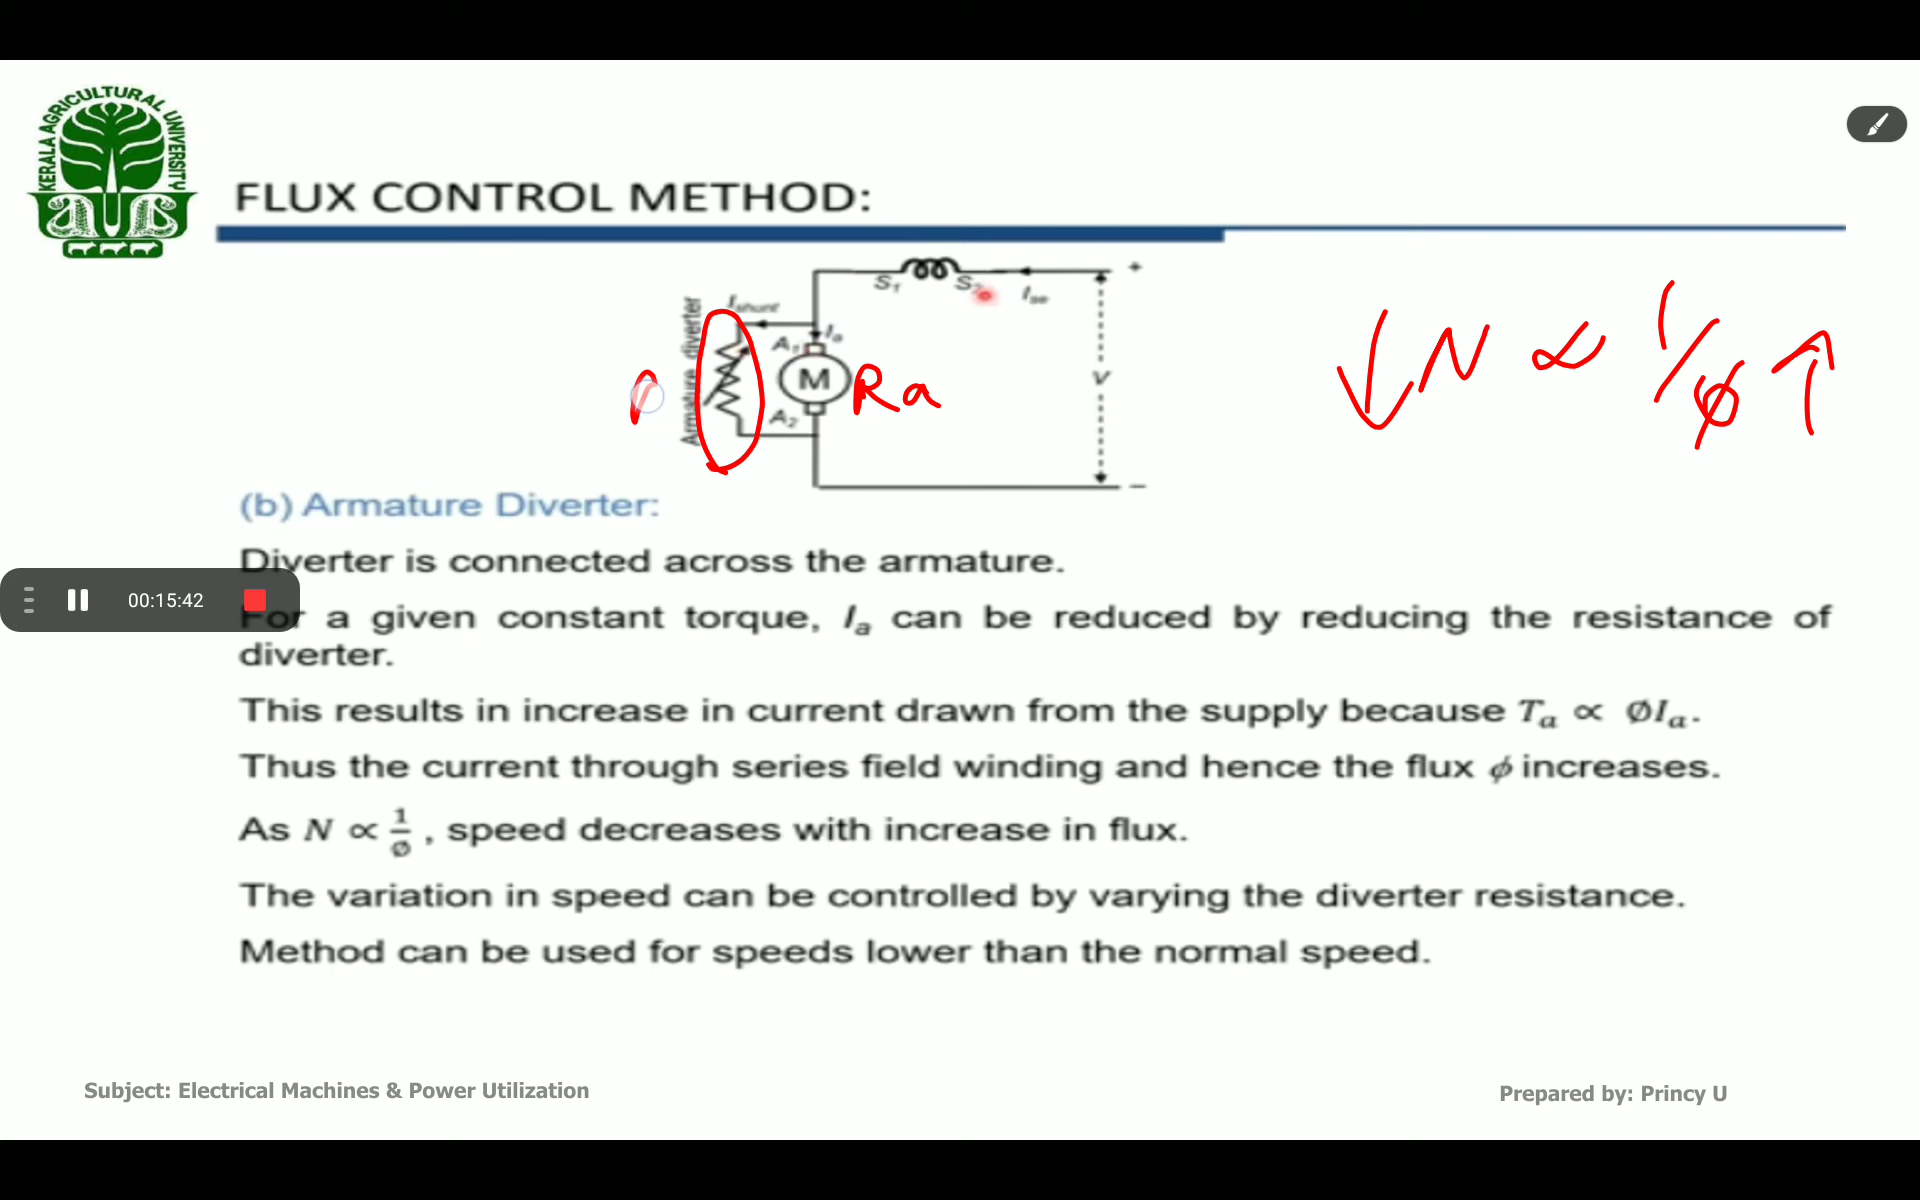 KERALA AGRICULTURAL UNIVERSITY
FLUX CONTROL METHOD:
S₁ S₂ Ise +
Ishunt
Ia
Armature diverter
A₁
M
Ra
V
A₂
−
↓N ∝ 1/ϕ ↑
(b) Armature Diverter:
Diverter is connected across the armature.
00:15:42
For a given constant torque, Iₐ can be reduced by reducing the resistance of
diverter.
This results in increase in current drawn from the supply because Tₐ ∝ ØIₐ.
Thus the current through series field winding and hence the flux ϕ increases.
As N ∝ 1/Ø , speed decreases with increase in flux.
The variation in speed can be controlled by varying the diverter resistance.
Method can be used for speeds lower than the normal speed.
Subject: Electrical Machines & Power Utilization
Prepared by: Princy U